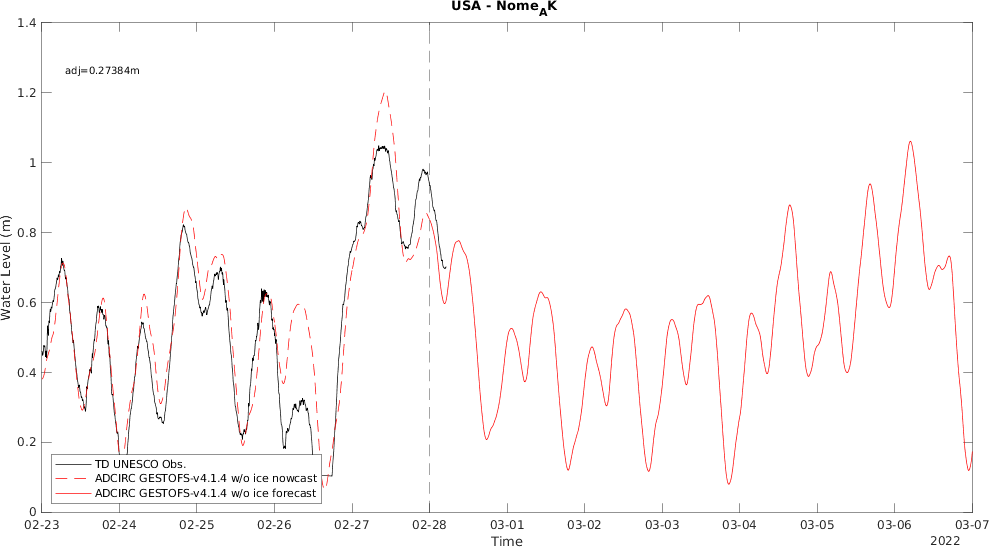 USA - Nome_AK
1.4
1.2
1
0.8
0.6
0.4
0.2
0
Water Level (m)
adj=0.27384m
TD UNESCO Obs.
ADCIRC GESTOFS-v4.1.4 w/o ice nowcast
ADCIRC GESTOFS-v4.1.4 w/o ice forecast
02-23 02-24 02-25 02-26 02-27 02-28 03-01 03-02 03-03 03-04 03-05 03-06 03-07
Time
2022